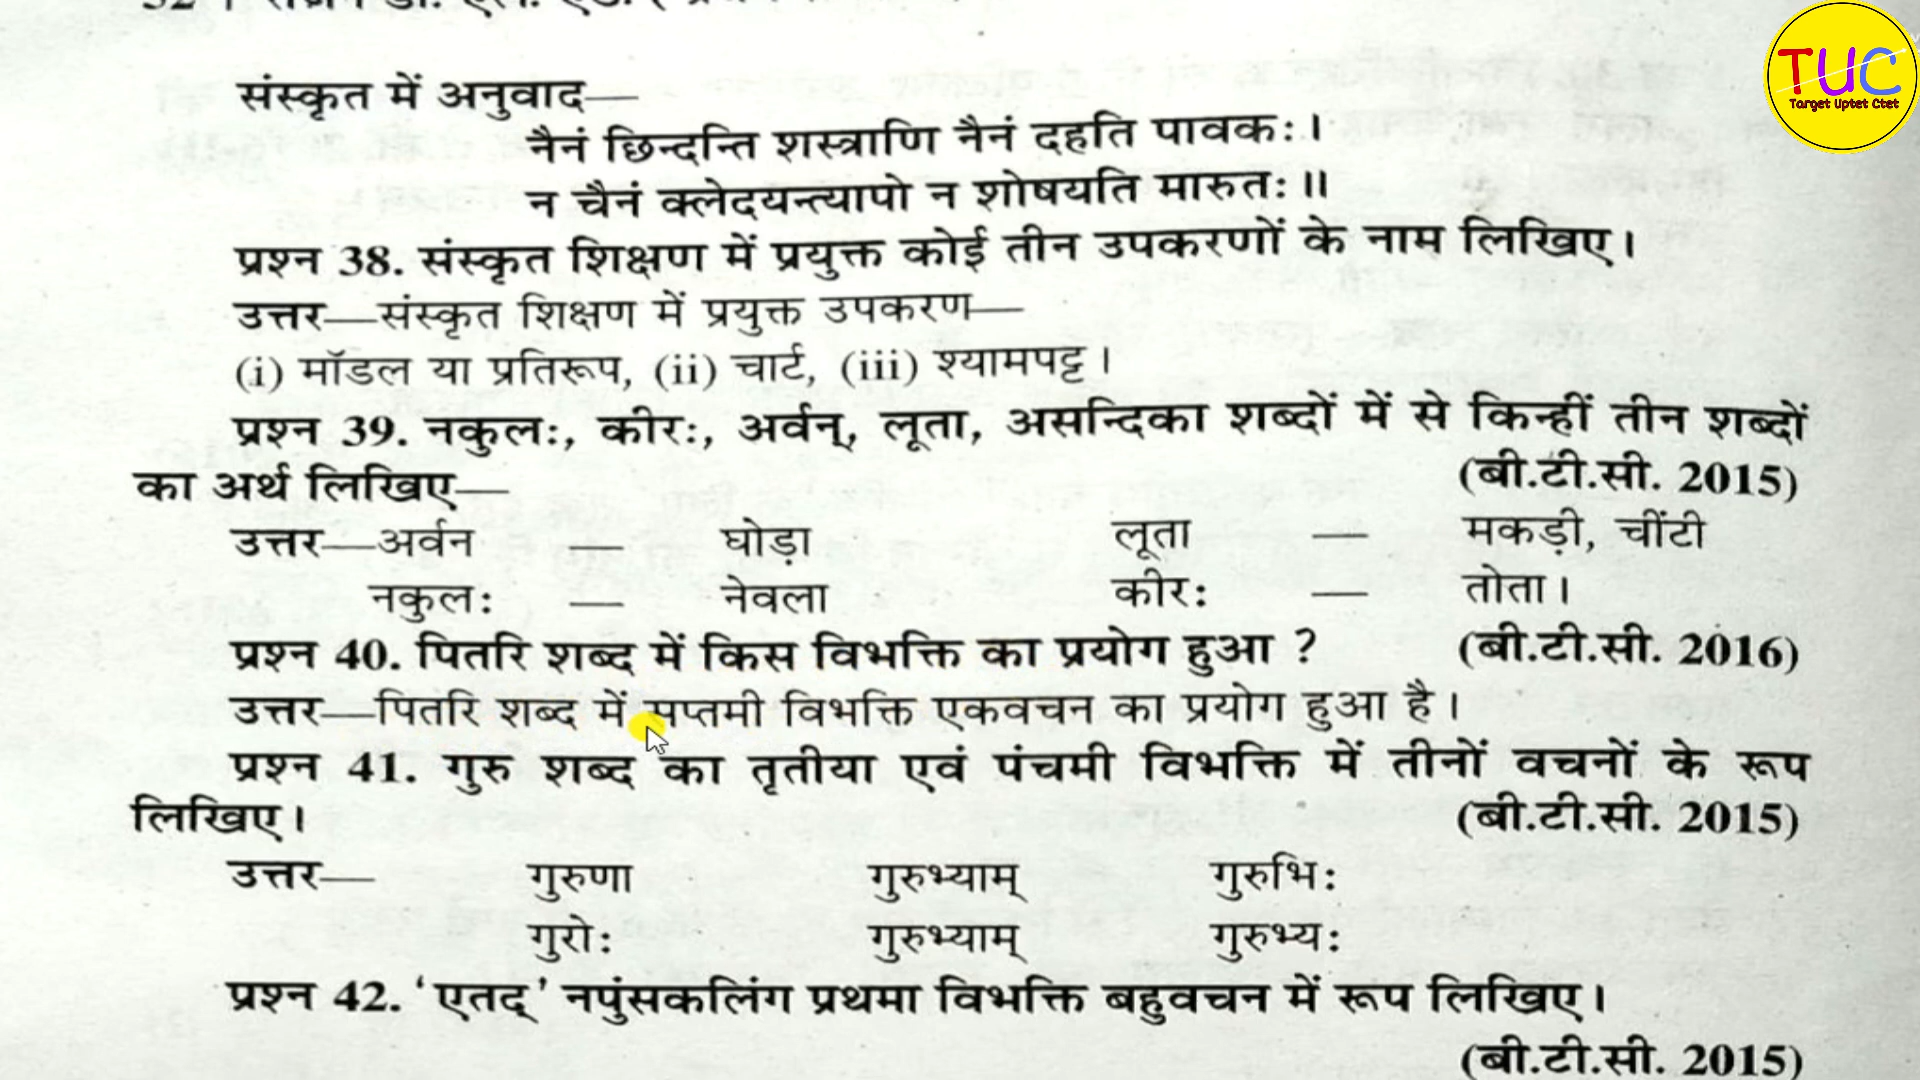 TUC
Target Uptet Ctet
संस्कृत में अनुवाद—
नैनं छिन्दन्ति शस्त्राणि नैनं दहति पावकः।
न चैनं क्लेदयन्त्यापो न शोषयति मारुतः॥
प्रश्न 38. संस्कृत शिक्षण में प्रयुक्त कोई तीन उपकरणों के नाम लिखिए।
उत्तर—संस्कृत शिक्षण में प्रयुक्त उपकरण—
(i) मॉडल या प्रतिरूप, (ii) चार्ट, (iii) श्यामपट्ट।
प्रश्न 39. नकुलः, कीरः, अर्वन्, लूता, असन्दिका शब्दों में से किन्हीं तीन शब्दों
का अर्थ लिखिए— (बी.टी.सी. 2015)
उत्तर—अर्वन — घोड़ा लूता — मकड़ी, चींटी
नकुलः — नेवला कीरः — तोता।
प्रश्न 40. पितरि शब्द में किस विभक्ति का प्रयोग हुआ ? (बी.टी.सी. 2016)
उत्तर—पितरि शब्द में सप्तमी विभक्ति एकवचन का प्रयोग हुआ है।
प्रश्न 41. गुरु शब्द का तृतीया एवं पंचमी विभक्ति में तीनों वचनों के रूप
लिखिए। (बी.टी.सी. 2015)
उत्तर— गुरुणा गुरुभ्याम् गुरुभिः
गुरोः गुरुभ्याम् गुरुभ्यः
प्रश्न 42. ‘एतद्’ नपुंसकलिंग प्रथमा विभक्ति बहुवचन में रूप लिखिए।
(बी.टी.सी. 2015)